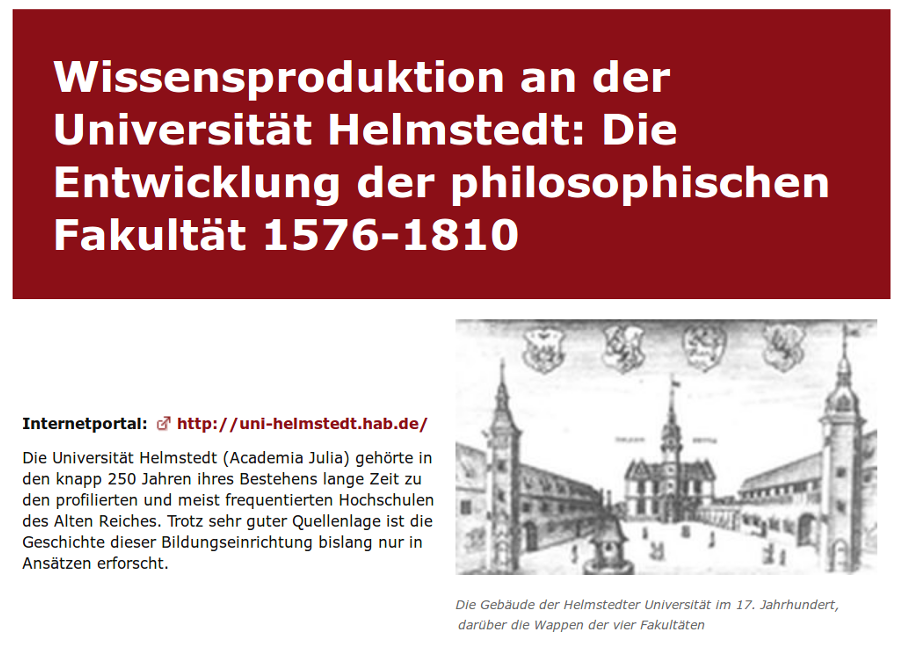 Wissensproduktion an der
Universität Helmstedt: Die
Entwicklung der philosophischen
Fakultät 1576-1810
Internetportal: http://uni-helmstedt.hab.de/
Die Universität Helmstedt (Academia Julia) gehörte in
den knapp 250 Jahren ihres Bestehens lange Zeit zu
den profilierten und meist frequentierten Hochschulen
des Alten Reiches. Trotz sehr guter Quellenlage ist die
Geschichte dieser Bildungseinrichtung bislang nur in
Ansätzen erforscht.
Die Gebäude der Helmstedter Universität im 17. Jahrhundert,
darüber die Wappen der vier Fakultäten